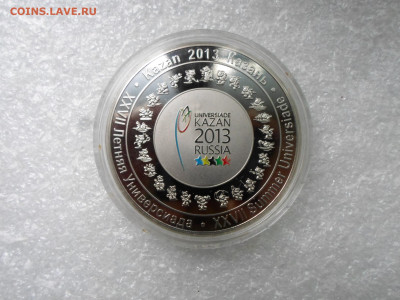 COINS.LAVE.RU
Kazan 2013 Казань
UNIVERSIADE
KAZAN
2013
RUSSIA
XXVII Летняя Универсиада • XXVII Summer Universiade